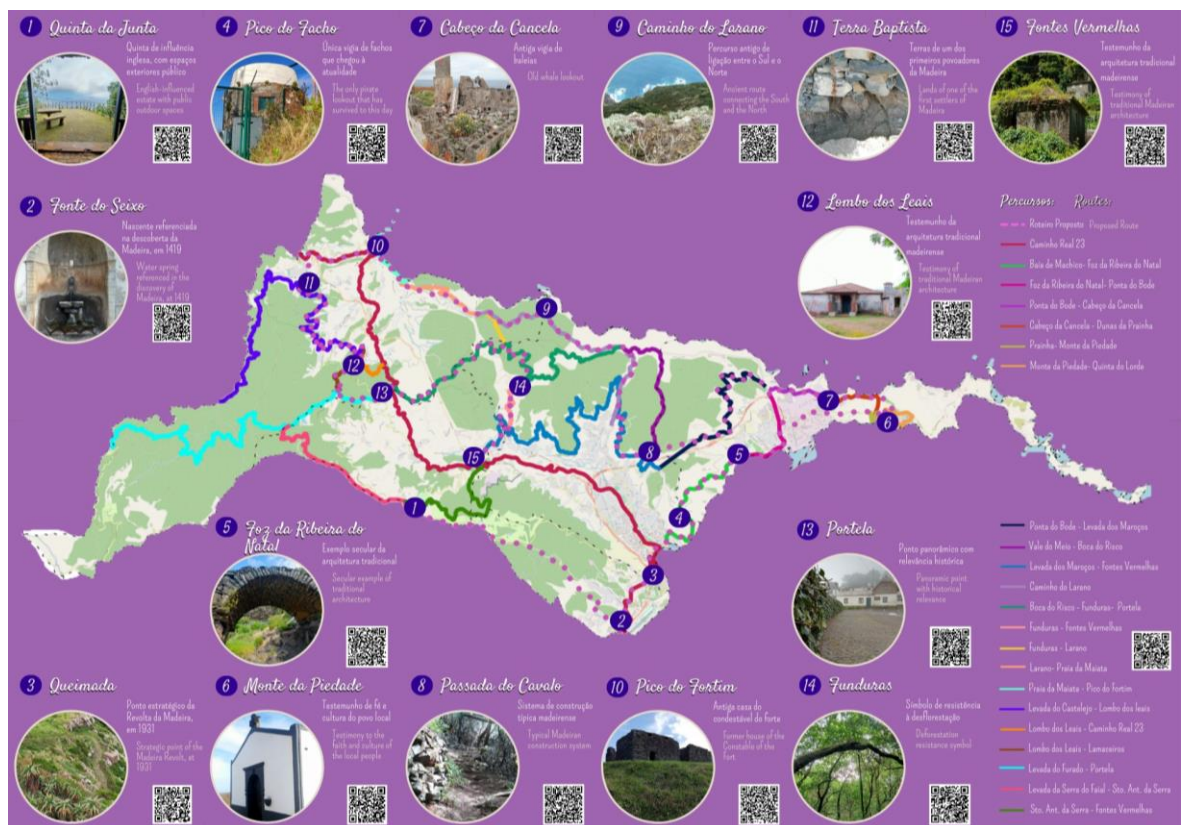 1 Quinta da Junta
Quinta de influência
inglesa, com espaços
exteriores público
English-influenced
estate with public
outdoor spaces
4 Pico do Facho
Única vigia de fachos
que chegou à
atualidade
The only pirate
lookout that has
survived to this day
7 Cabeço da Cancela
Antiga vigia de
baleias
Old whale lookout
9 Caminho do Larano
Percurso antigo de
ligação entre o Sul e o
Norte
Ancient route
connecting the South
and the North
11 Terra Baptista
Terras de um dos
primeiros povoadores
da Madeira
Lands of one of the
first settlers of
Madeira
15 Fontes Vermelhas
Testemunho da
arquitetura tradicional
madeirense
Testimony of
traditional Madeiran
architecture
2 Fonte do Seixo
Nascente referenciada
na descoberta da
Madeira, em 1419
Water spring
referenced in the
discovery of
Madeira, at 1419
12 Lombo dos Leais
Testemunho da
arquitetura tradicional
madeirense
Testimony of
traditional Madeiran
architecture
Percursos: Routes:
Roteiro Proposto Proposed Route
Caminho Real 23
Baía de Machico- Foz da Ribeira do Natal
Foz da Ribeira do Natal- Ponta do Bode
Ponta do Bode - Cabeço da Cancela
Cabeço da Cancela - Dunas da Prainha
Prainha- Monte da Piedade
Monte da Piedade- Quinta do Lorde
10
11
9
12
13
14
7
6
15
8
5
1
4
3
2
5 Foz da Ribeira do
Natal
Exemplo secular da
arquitetura tradicional
Secular example of
traditional
architecture
13 Portela
Ponto panorâmico com
relevância histórica
Panoramic point
with historical
relevance
Ponta do Bode - Levada dos Maroços
Vale do Meio - Boca do Risco
Levada dos Maroços - Fontes Vermelhas
Caminho do Larano
Boca do Risco - Funduras- Portela
Funduras - Fontes Vermelhas
Funduras - Larano
Larano- Praia da Maiata
Praia da Maiata - Pico do Fortim
Levada do Castelejo - Lombo dos leais
Lombo dos Leais - Caminho Real 23
Lombo dos Leais - Lamaceiros
Levada do Furado - Portela
Levada da Serra do Faial - Sto. Ant. da Serra
Sto. Ant. da Serra - Fontes Vermelhas
3 Queimada
Ponto estratégico da
Revolta da Madeira,
em 1931
Strategic point of the
Madeira Revolt, at
1931
6 Monte da Piedade
Testemunho de fé e
cultura do povo local
Testimony to the
faith and culture of
the local people
8 Passada do Cavalo
Sistema de construção
típica madeirense
Typical Madeiran
construction system
10 Pico do Fortim
Antiga casa do
condestável do forte
Former house of the
Constable of the
Fort
14 Funduras
Símbolo de resistência
à desflorestação
Deforestation
resistance symbol